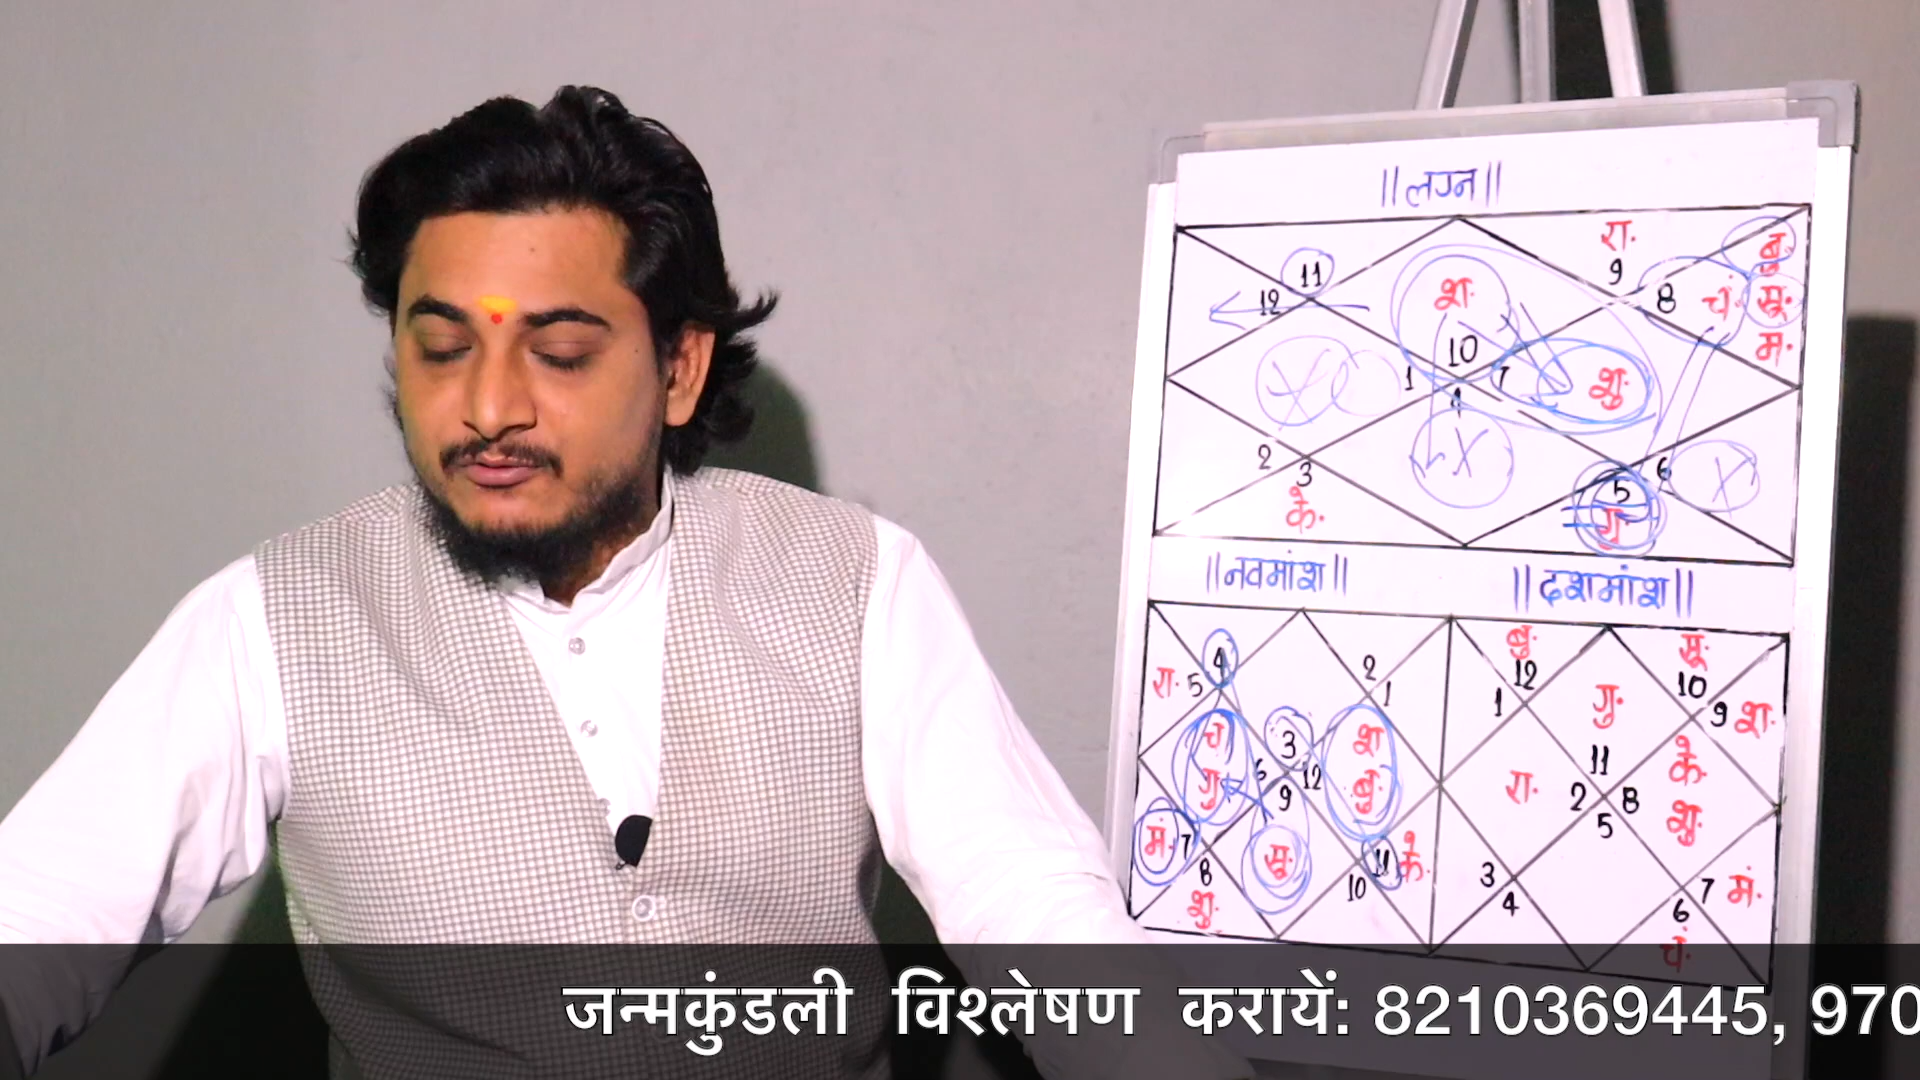 ||लग्न||
रा.
9
बु.
11
12
श.
8 चं. सू.
मं.
10
1
7
शु.
4
2
3
के.
6
5
गु.
||नवमांश|| ||दशमांश||
4
रा. 5
2
1
चं.
गु.
3
श.
बु.
6
12
9
मं. 7
8
शु.
सू.
11 के.
10
बु.
12
1
सू.
10
9 श.
गु.
11
के.
रा.
2
8
5
शु.
3
4
7 मं.
6
चं.
जन्मकुंडली विश्लेषण करायें: 8210369445, 970